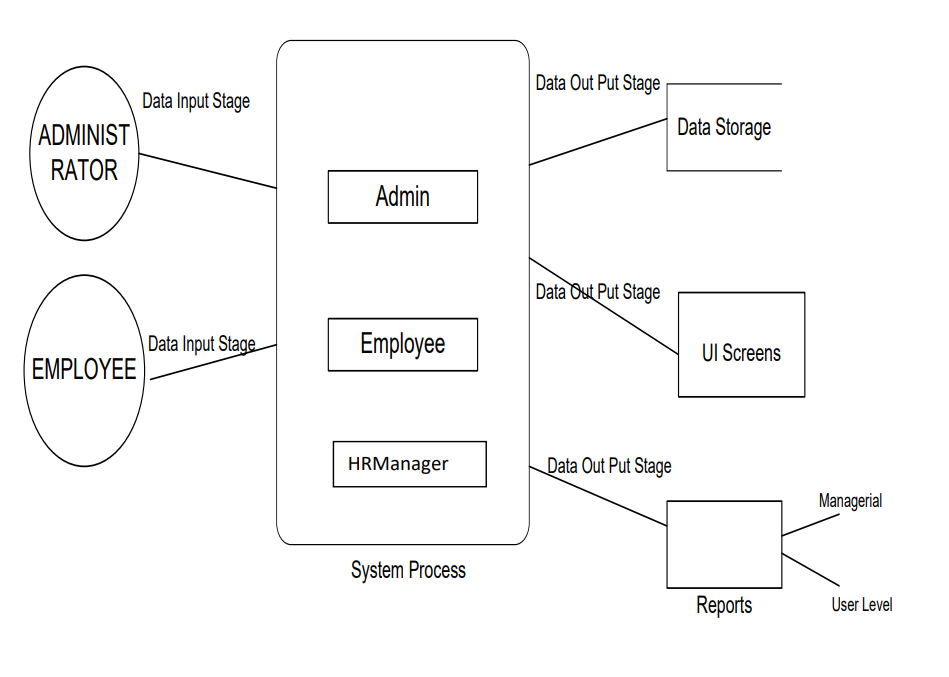 Data Input Stage
ADMINIST
RATOR
EMPLOYEE
Data Input Stage
Admin
Employee
HRManager
System Process
Data Out Put Stage
Data Storage
Data Out Put Stage
UI Screens
Data Out Put Stage
Managerial
Reports
User Level